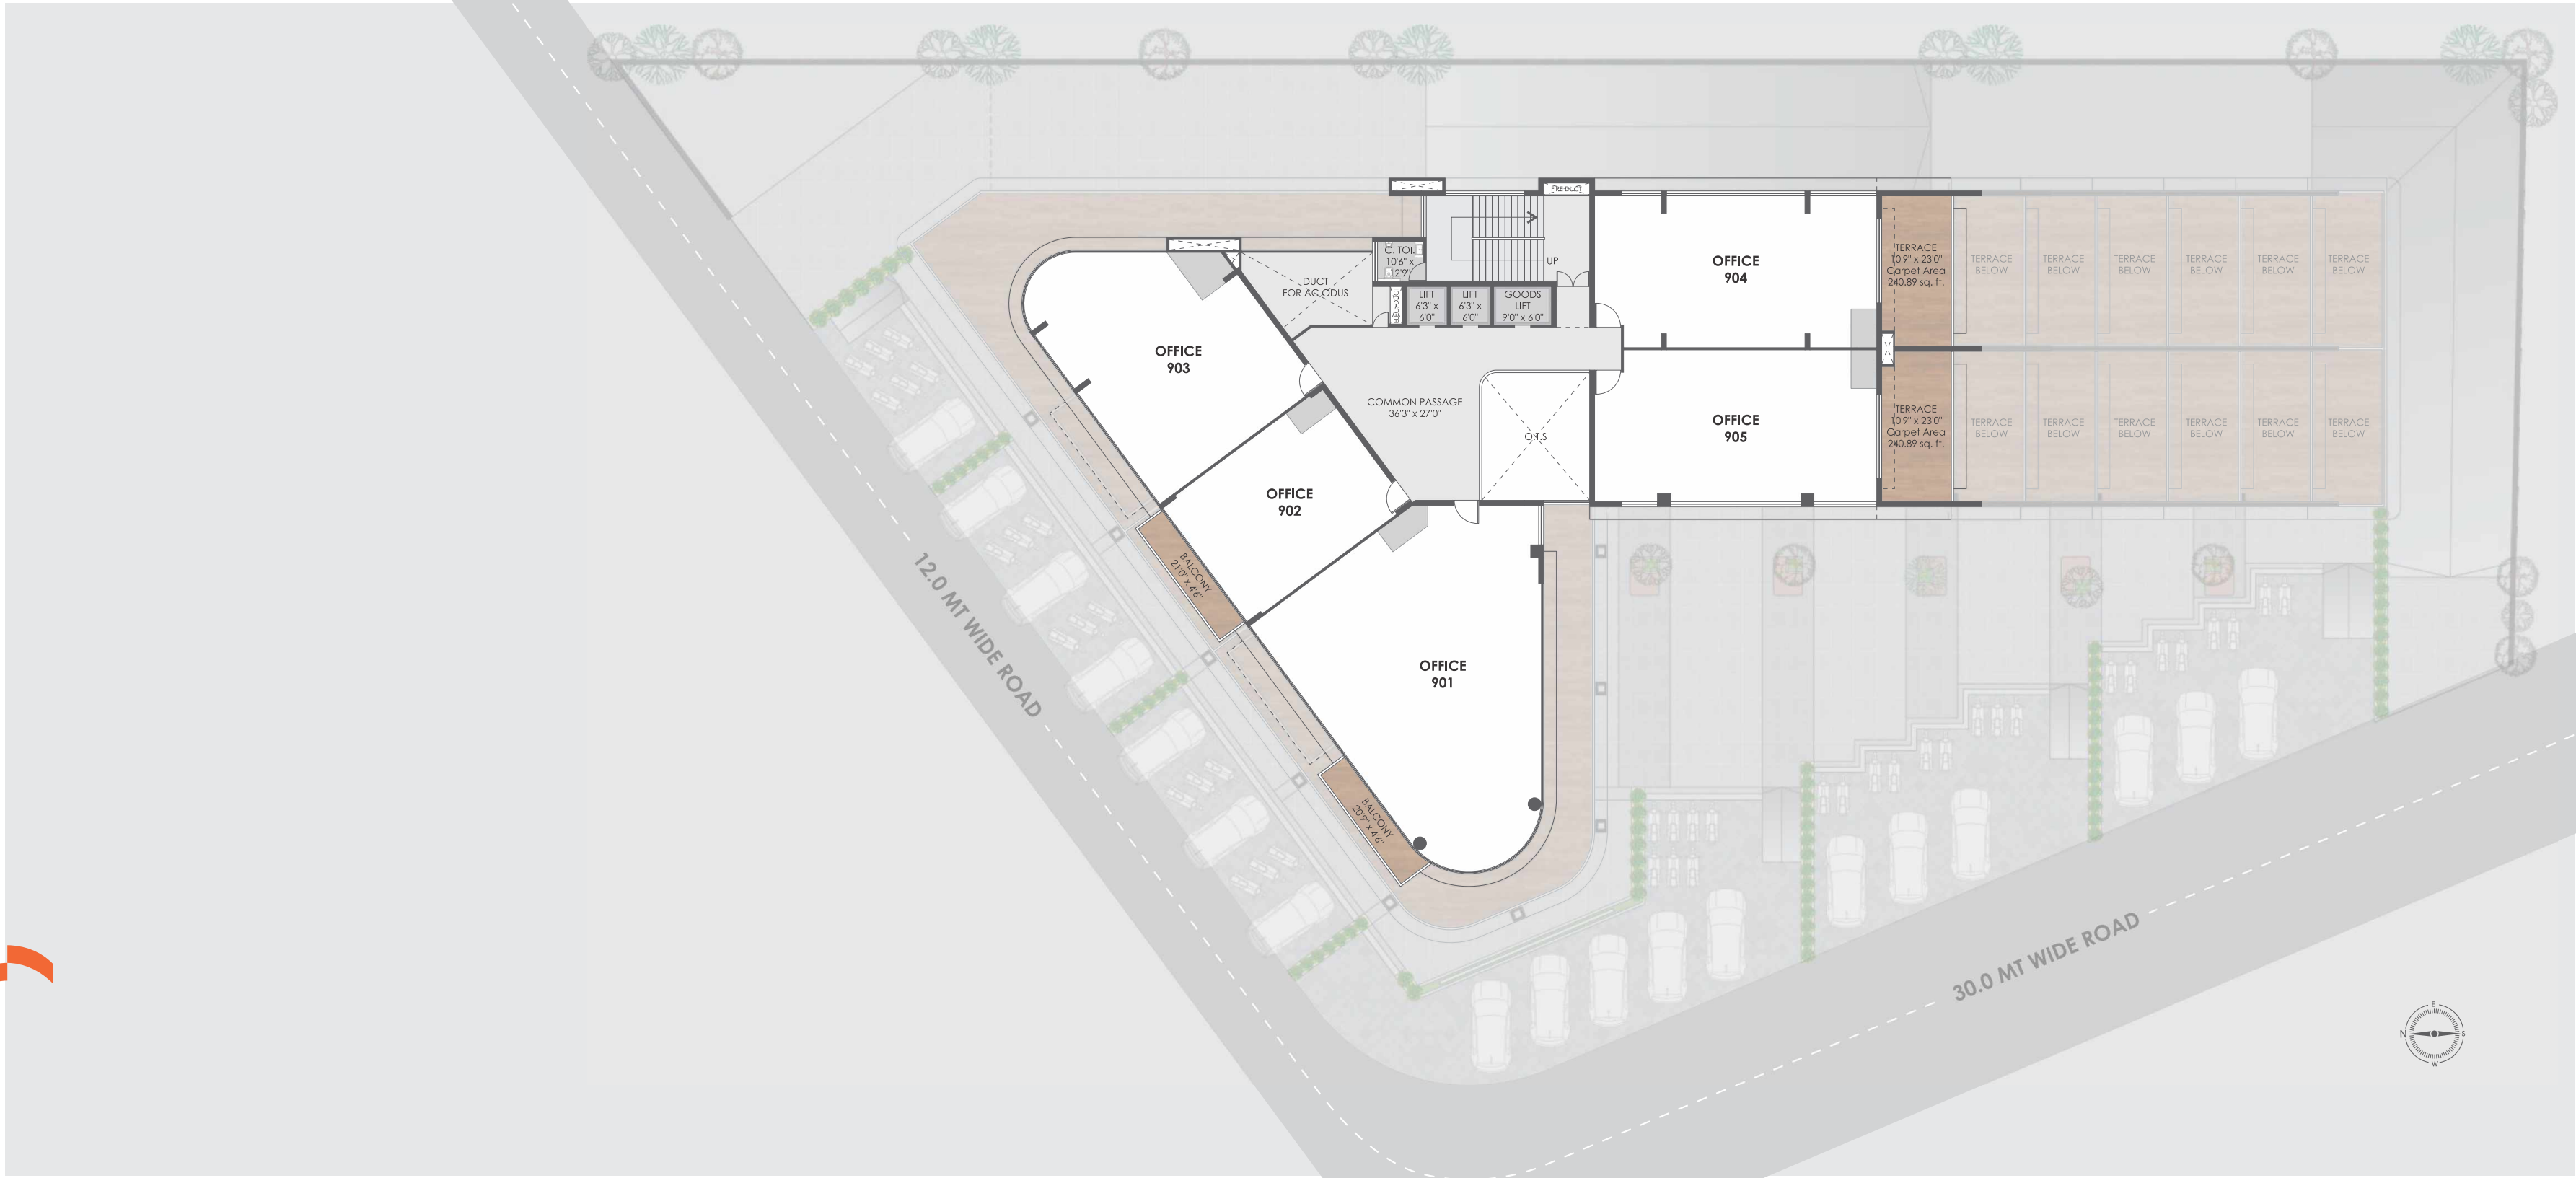 C. TOI.
10'6" x
12'9"
UP
DUCT
FOR AC ODUS
LIFT
6'3" x
6'0"
LIFT
6'3" x
6'0"
GOODS
LIFT
9'0" x 6'0"
OFFICE
904
TERRACE
10'9" x 23'0"
Carpet Area
240.89 sq. ft.
TERRACE
BELOW
TERRACE
BELOW
TERRACE
BELOW
TERRACE
BELOW
TERRACE
BELOW
TERRACE
BELOW
OFFICE
903
COMMON PASSAGE
36'3" x 27'0"
O.T.S
OFFICE
905
TERRACE
10'9" x 23'0"
Carpet Area
240.89 sq. ft.
TERRACE
BELOW
TERRACE
BELOW
TERRACE
BELOW
TERRACE
BELOW
TERRACE
BELOW
TERRACE
BELOW
OFFICE
902
BALCONY
21'0" x 4'6"
12.0 MT WIDE ROAD
OFFICE
901
BALCONY
20'9" x 4'6"
30.0 MT WIDE ROAD
E
N
S
W